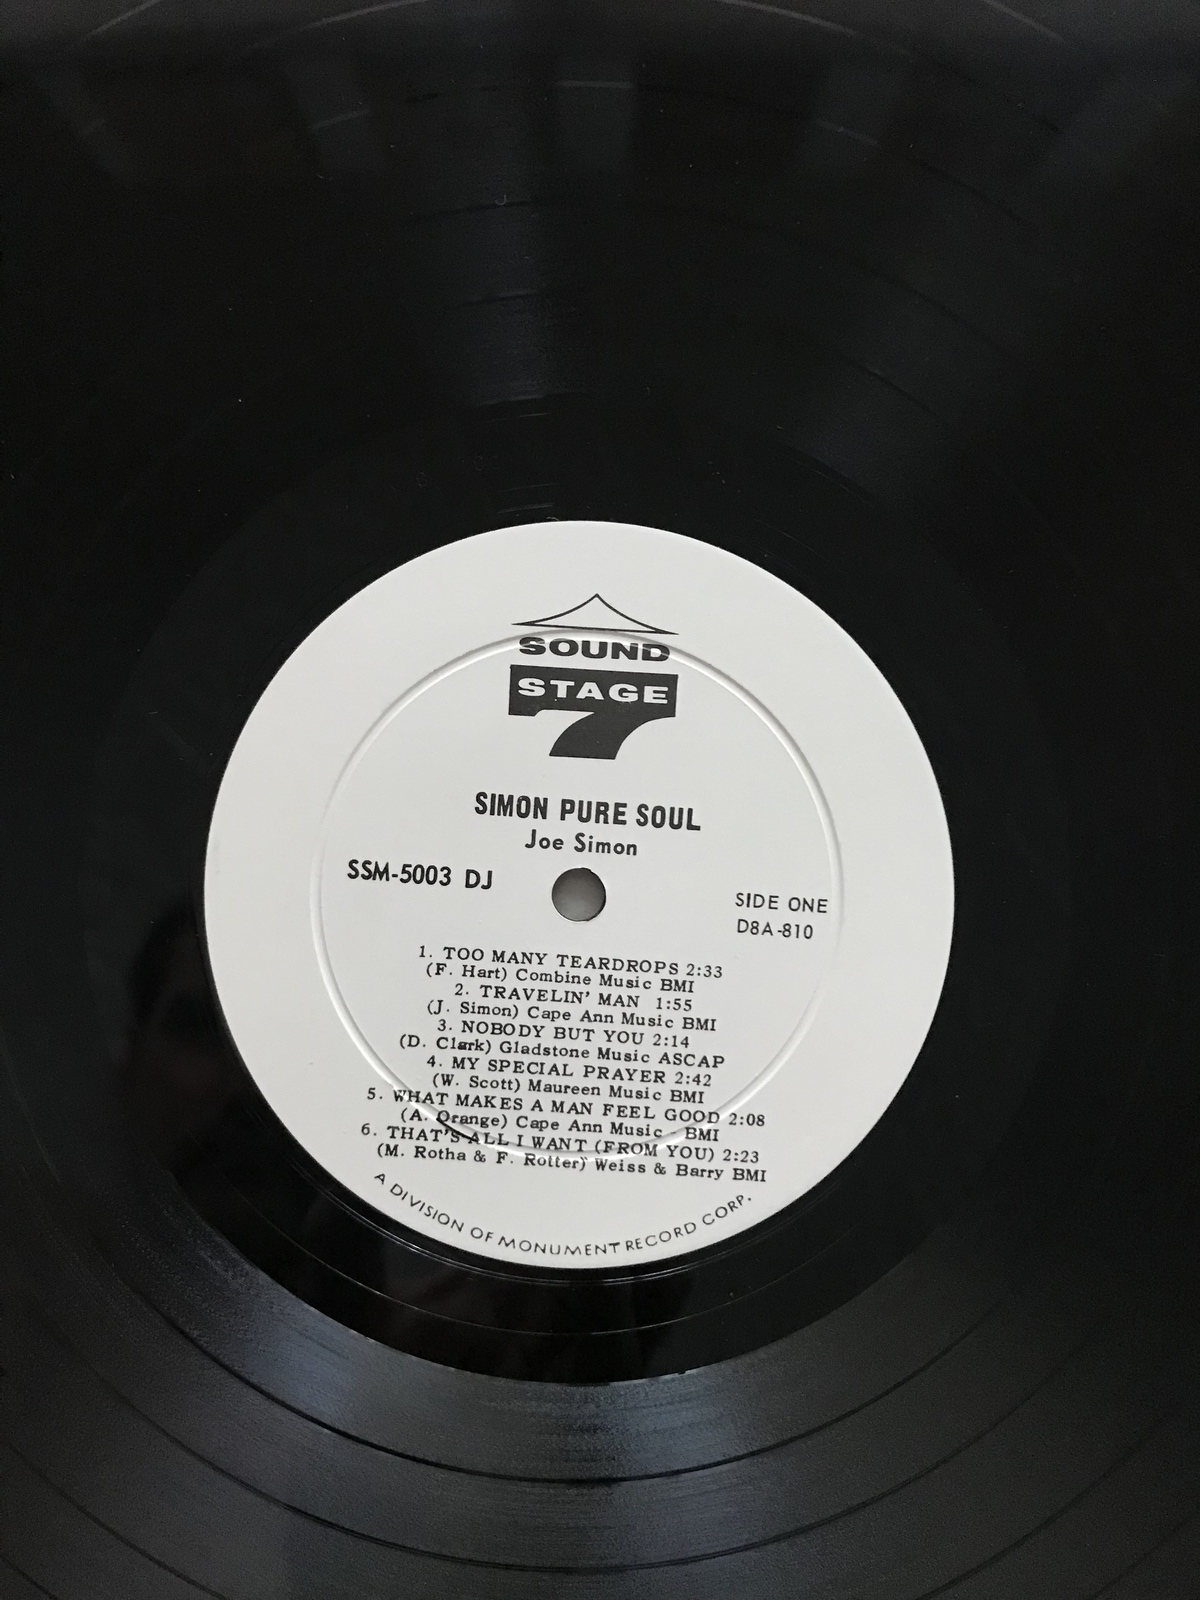 SOUND
STAGE
7
SIMON PURE SOUL
Joe Simon
SSM-5003 DJ
SIDE ONE
D8A-810
1. TOO MANY TEARDROPS 2:33
(F. Hart) Combine Music BMI
2. TRAVELIN' MAN 1:55
(J. Simon) Cape Ann Music BMI
3. NOBODY BUT YOU 2:14
(D. Clark) Gladstone Music ASCAP
4. MY SPECIAL PRAYER 2:42
(W. Scott) Maureen Music BMI
5. WHAT MAKES A MAN FEEL GOOD 2:08
(A. Orange) Cape Ann Music - BMI
6. THAT'S ALL I WANT (FROM YOU) 2:23
(M. Rotha & F. Rotter) Weiss & Barry BMI
A DIVISION OF MONUMENT RECORD CORP.